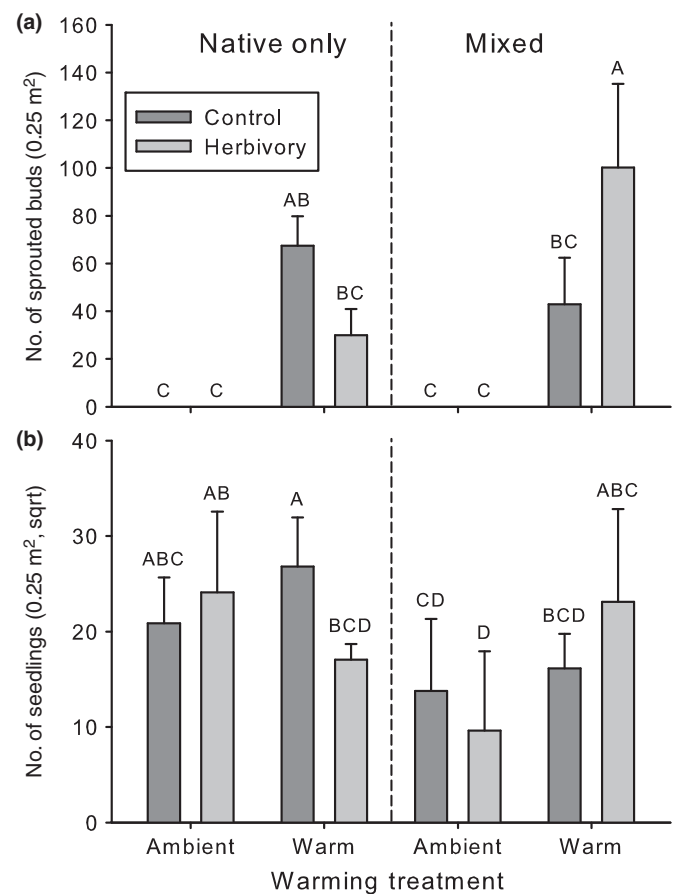 (a)
No. of sprouted buds (0.25 m²)
160
140
120
100
80
60
40
20
0
Native only
Mixed
Control
Herbivory
C
C
AB
BC
C
C
BC
A
(b)
No. of seedlings (0.25 m², sqrt)
40
30
20
10
0
ABC
AB
A
BCD
CD
D
BCD
ABC
Ambient
Warm
Ambient
Warm
Warming treatment